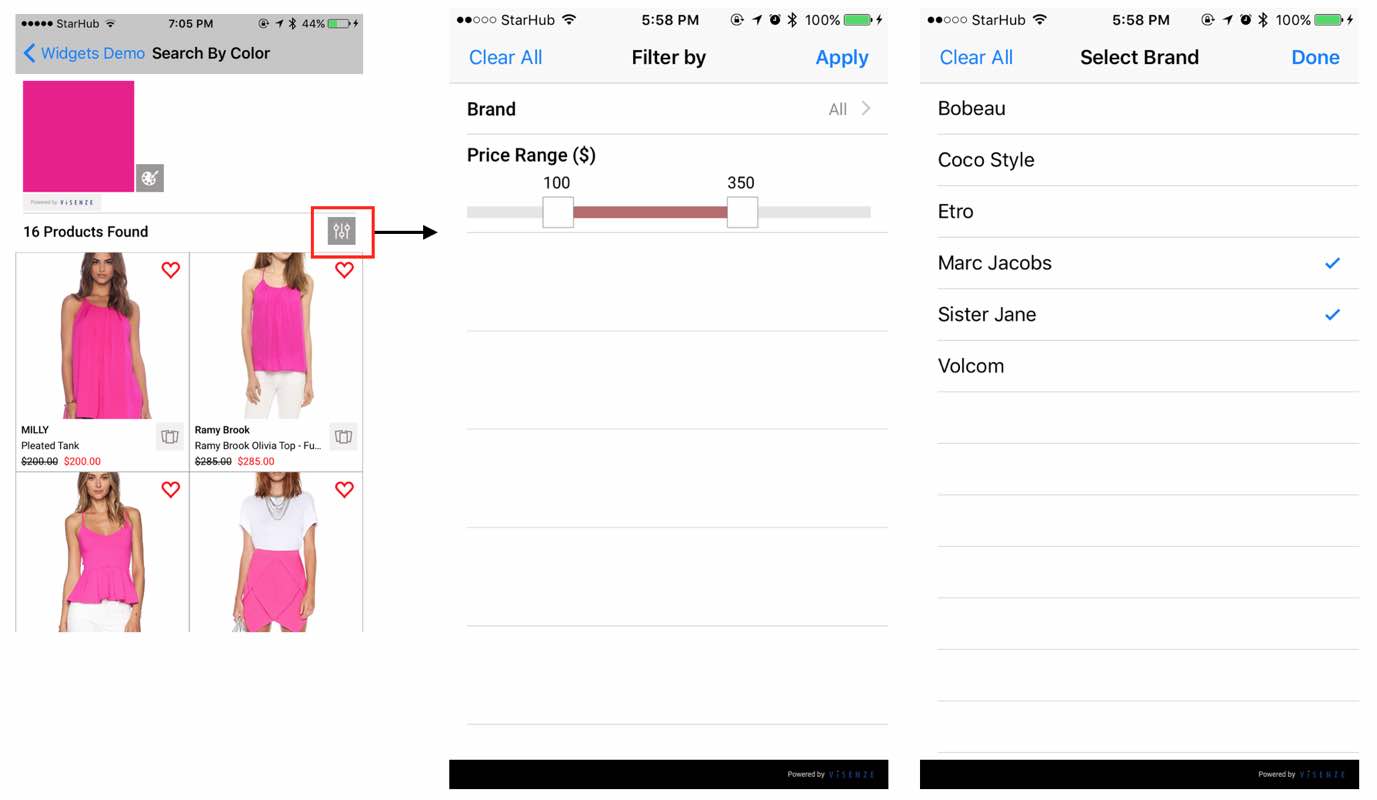 StarHub 7:05 PM 44%
Widgets Demo Search By Color
Powered by ViSENZE
16 Products Found
MILLY
Pleated Tank
$200.00 $200.00
Ramy Brook
Ramy Brook Olivia Top - Fu...
$285.00 $285.00
StarHub 5:58 PM 100%
Clear All Filter by Apply
Brand All
Price Range ($)
100 350
Powered by ViSENZE
StarHub 5:58 PM 100%
Clear All Select Brand Done
Bobeau
Coco Style
Etro
Marc Jacobs
Sister Jane
Volcom
Powered by ViSENZE